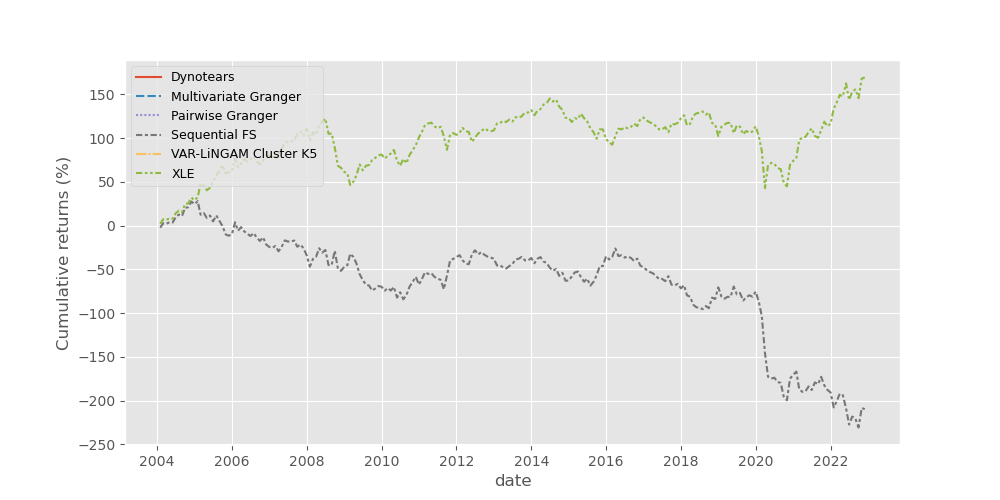 Dynotears
Multivariate Granger
Pairwise Granger
Sequential FS
VAR-LiNGAM Cluster K5
XLE
150
100
50
0
−50
−100
−150
−200
−250
Cumulative returns (%)
2004 2006 2008 2010 2012 2014 2016 2018 2020 2022
date